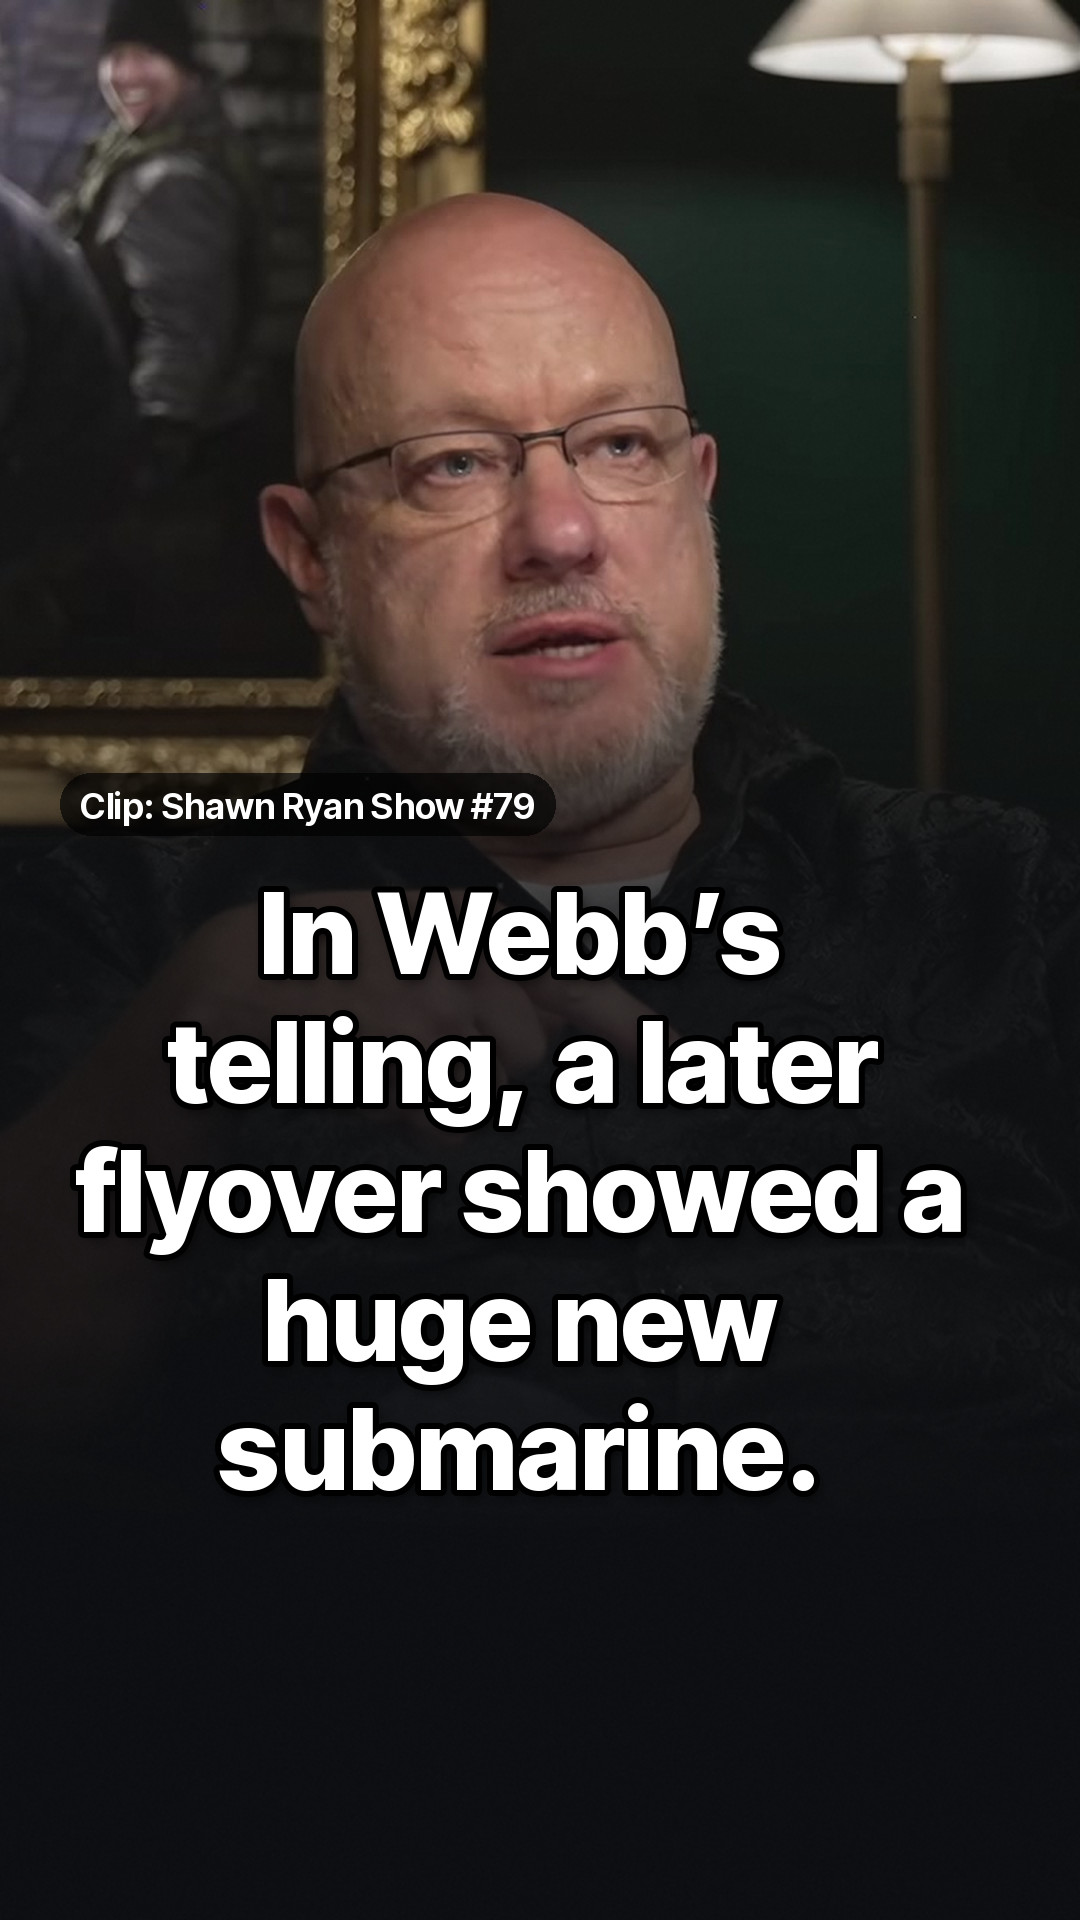 Clip: Shawn Ryan Show #79
In Webb’s
telling, a later
flyover showed a
huge new
submarine.